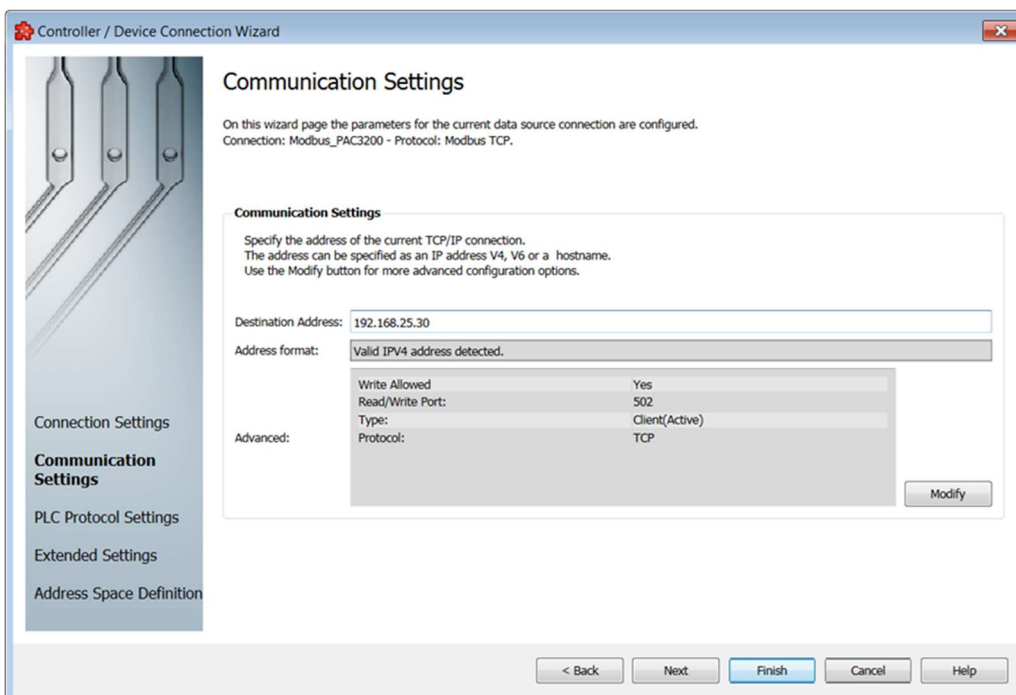 Controller / Device Connection Wizard
Communication Settings
On this wizard page the parameters for the current data source connection are configured.
Connection: Modbus_PAC3200 - Protocol: Modbus TCP.
Communication Settings
Specify the address of the current TCP/IP connection.
The address can be specified as an IP address V4, V6 or a hostname.
Use the Modify button for more advanced configuration options.
Destination Address: 192.168.25.30
Address format: Valid IPV4 address detected.
Write Allowed Yes
Read/Write Port: 502
Type: Client(Active)
Advanced: Protocol: TCP
Modify
Connection Settings
Communication
Settings
PLC Protocol Settings
Extended Settings
Address Space Definition
< Back Next Finish Cancel Help